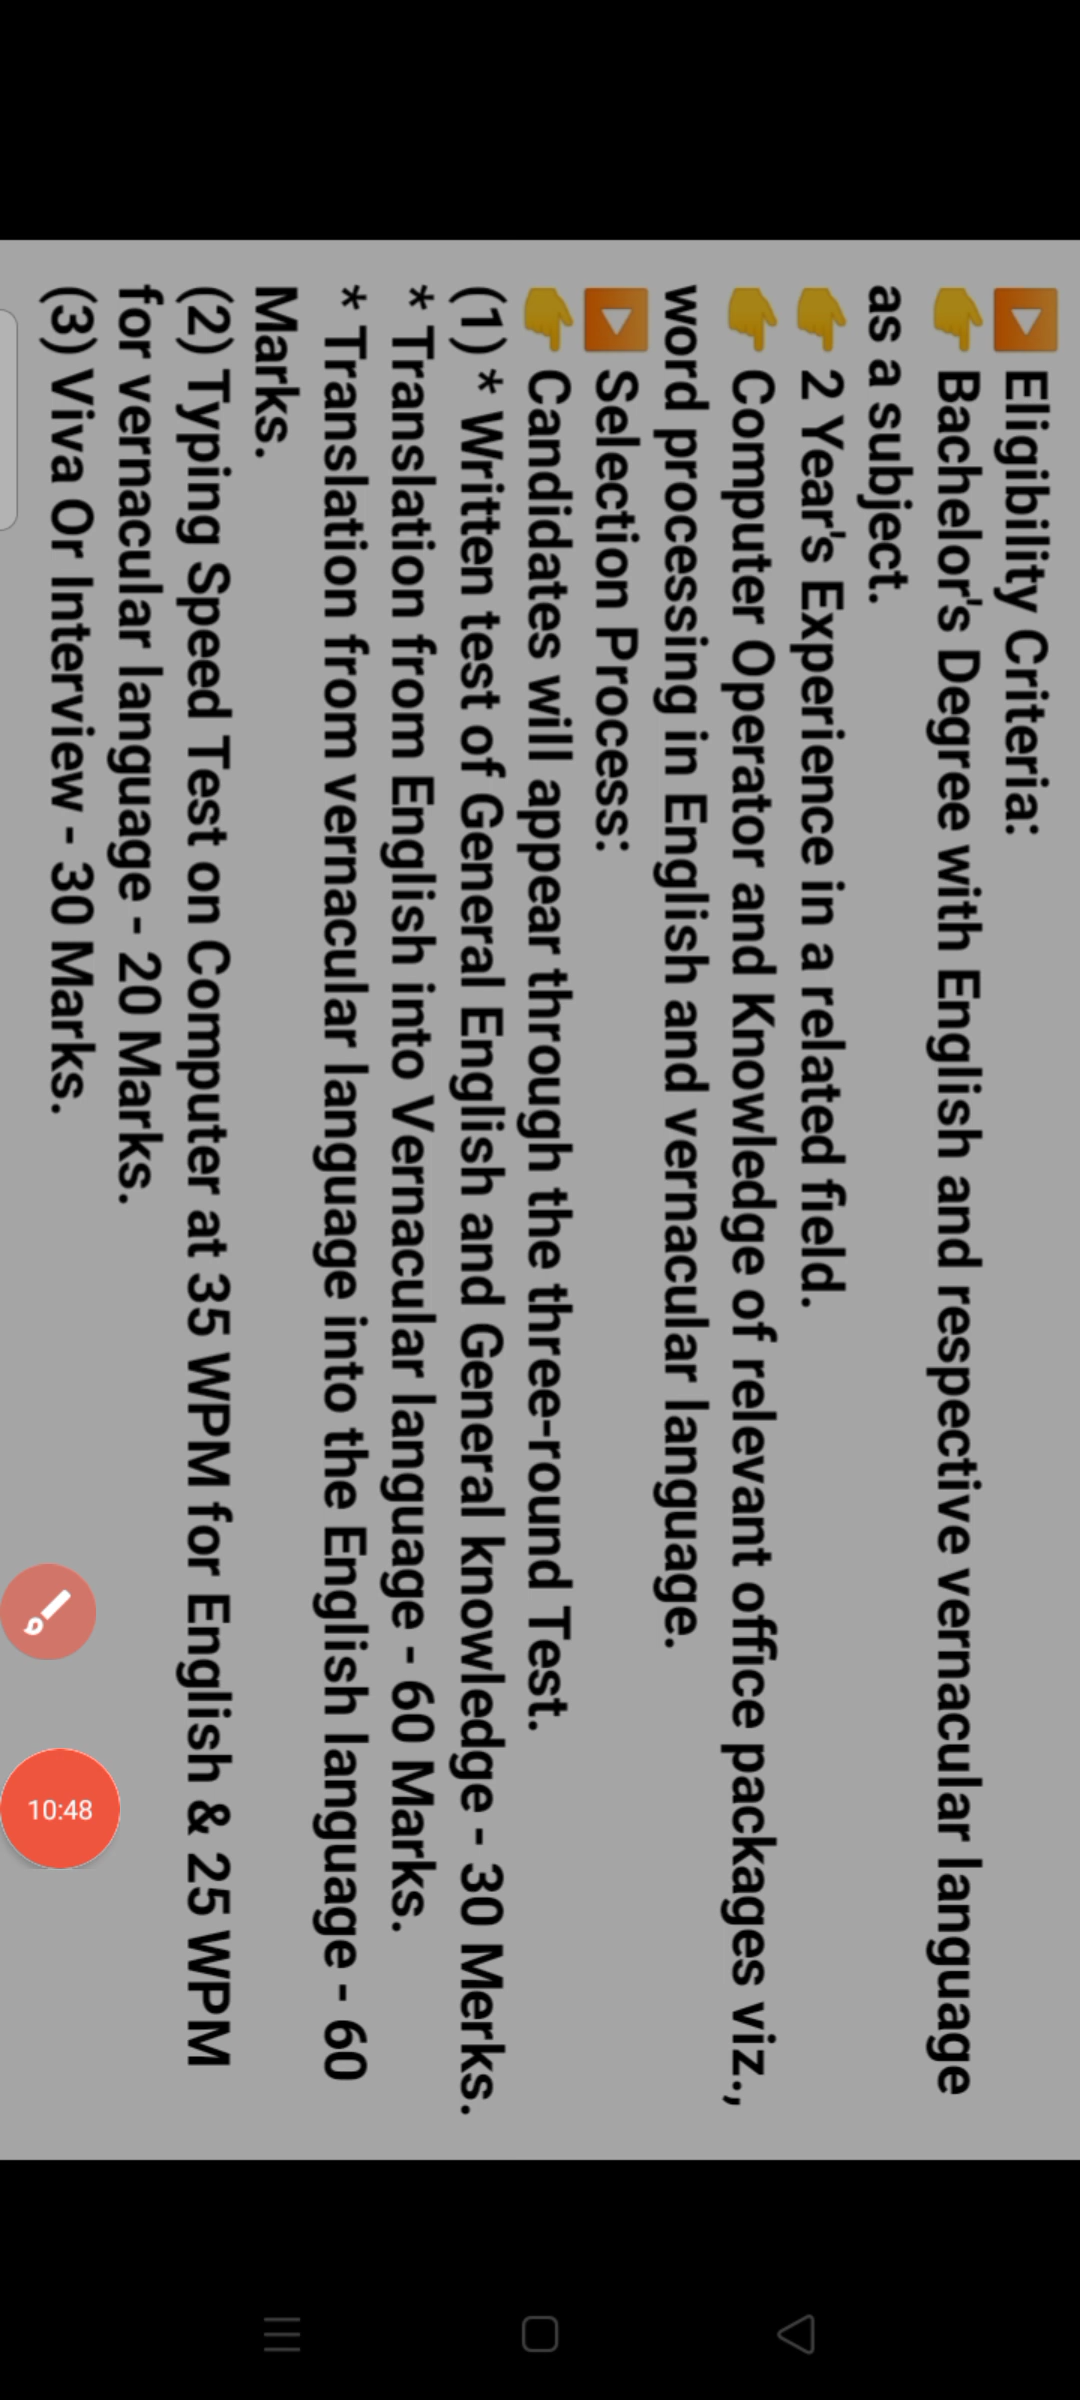 ▶️ Eligibility Criteria:
👉 Bachelor's Degree with English and respective vernacular language
as a subject.
👉 2 Year's Experience in a related field.
👉 Computer Operator and Knowledge of relevant office packages viz.,
word processing in English and vernacular language.
▶️ Selection Process:
👉 Candidates will appear through the three-round Test.
(1) * Written test of General English and General knowledge - 30 Merks.
* Translation from English into Vernacular language - 60 Marks.
* Translation from vernacular language into the English language - 60
Marks.
(2) Typing Speed Test on Computer at 35 WPM for English & 25 WPM
for vernacular language - 20 Marks.
(3) Viva Or Interview - 30 Marks.
10:48